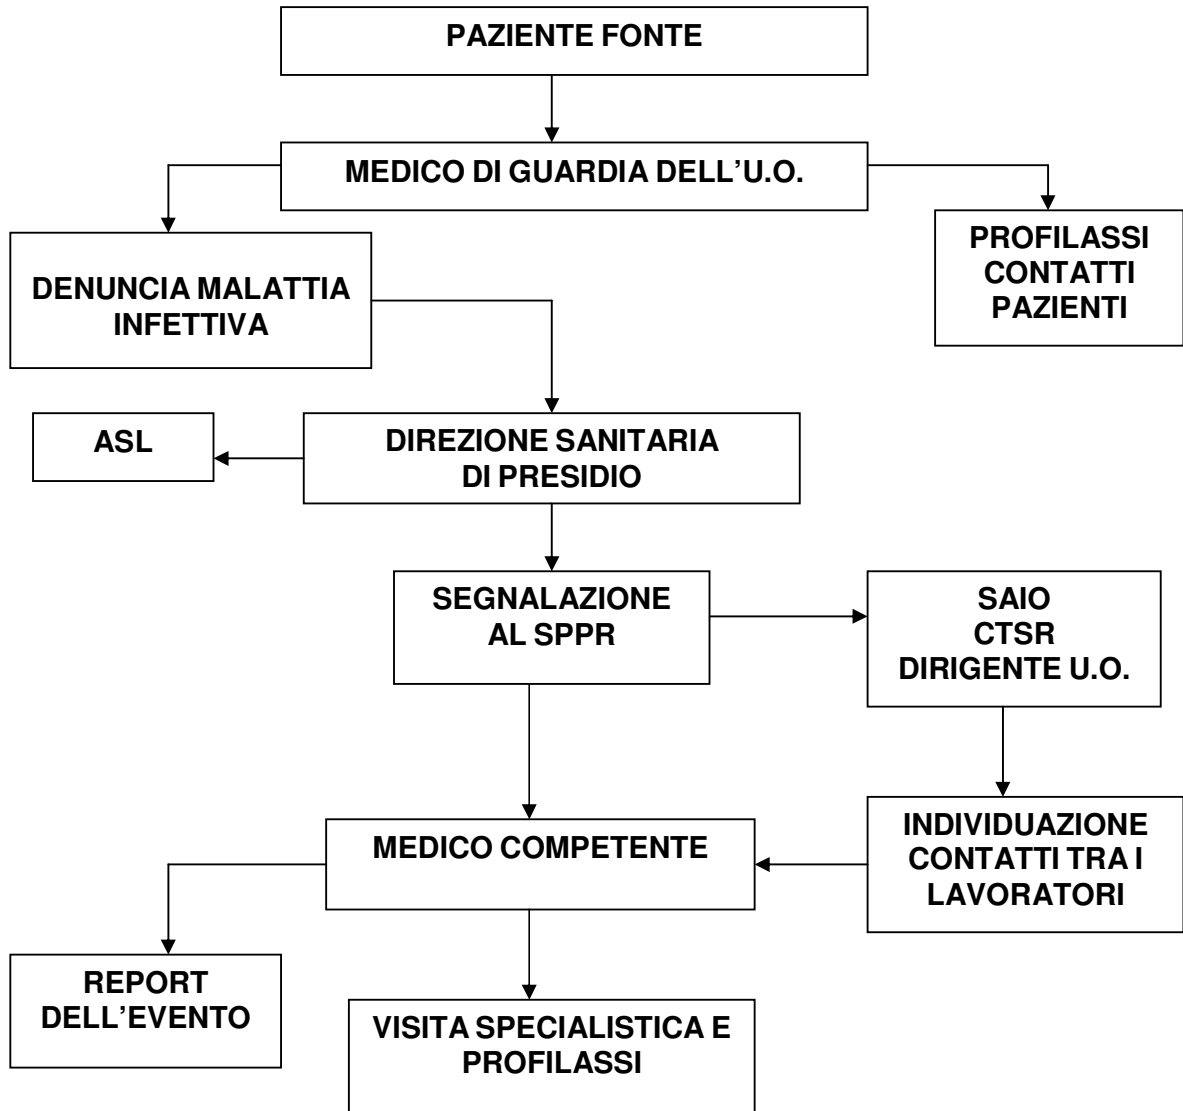 PAZIENTE FONTE
MEDICO DI GUARDIA DELL’U.O.
PROFILASSI
CONTATTI
PAZIENTI
DENUNCIA MALATTIA
INFETTIVA
ASL
DIREZIONE SANITARIA
DI PRESIDIO
SEGNALAZIONE
AL SPPR
SAIO
CTSR
DIRIGENTE U.O.
INDIVIDUAZIONE
CONTATTI TRA I
LAVORATORI
MEDICO COMPETENTE
REPORT
DELL’EVENTO
VISITA SPECIALISTICA E
PROFILASSI